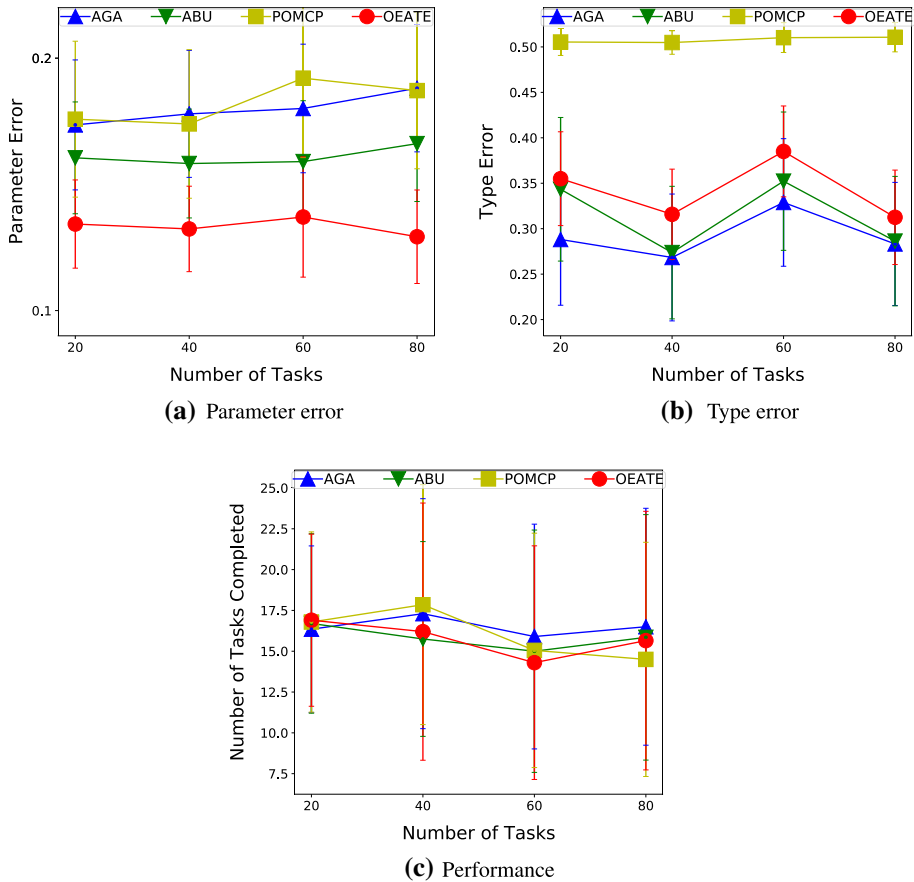 AGA ABU POMCP OEATE
0.2
0.1
Parameter Error
20 40 60 80
Number of Tasks
(a) Parameter error
AGA ABU POMCP OEATE
0.50
0.40
0.35
0.30
0.25
0.20
Type Error
20 40 60 80
Number of Tasks
(b) Type error
AGA ABU POMCP OEATE
25.0
22.5
20.0
17.5
15.0
12.5
10.0
7.5
Number of Tasks Completed
20 40 60 80
Number of Tasks
(c) Performance